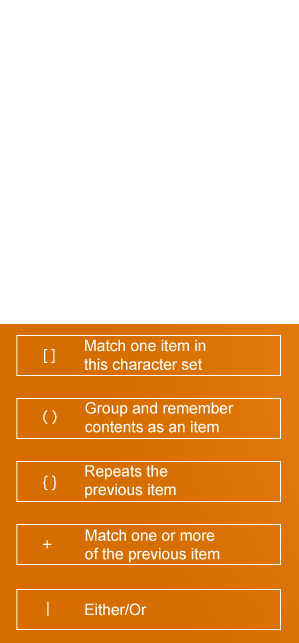 [ ]
Match one item in
this character set
( )
Group and remember
contents as an item
{ }
Repeats the
previous item
+
Match one or more
of the previous item
|
Either/Or